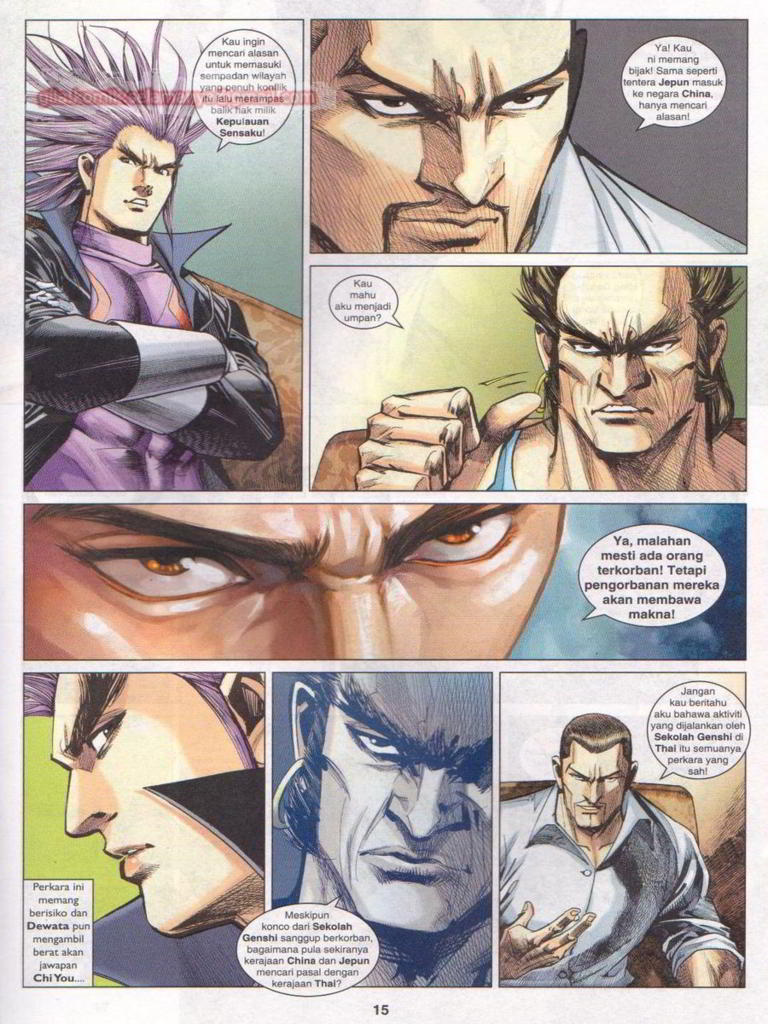 Kau ingin
mencari alasan
untuk memasuki
sempadan wilayah
yang penuh konflik
itu lalu merampas
balik hak milik
Kepulauan
Sensaku!
Ya! Kau
ni memang
bijak! Sama seperti
tentera Jepun masuk
ke negara China,
hanya mencari
alasan!
Kau
mahu
aku menjadi
umpan?
Ya, malahan
mesti ada orang
terkorban! Tetapi
pengorbanan mereka
akan membawa
makna!
Perkara ini
memang
berisiko dan
Dewata pun
mengambil
berat akan
jawapan
Chi You....
Meskipun
konco dari Sekolah
Genshi sanggup berkorban,
bagaimana pula sekiranya
kerajaan China dan Jepun
mencari pasal dengan
kerajaan Thai?
Jangan
kau beritahu
aku bahawa aktiviti
yang dijalankan oleh
Sekolah Genshi di
Thai itu semuanya
perkara yang
sah!
15